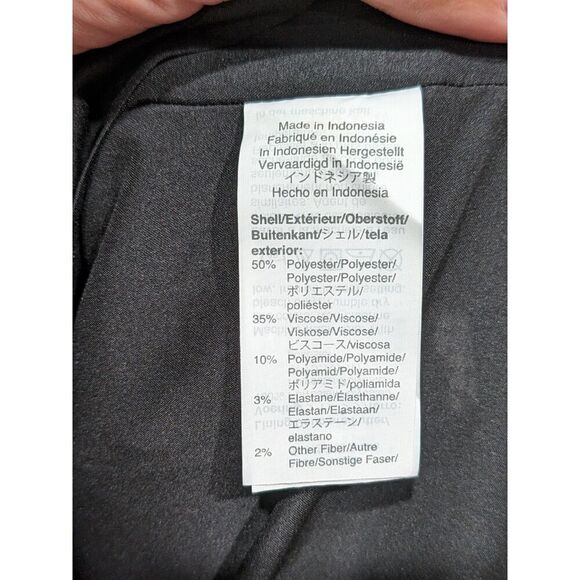 Made in Indonesia
Fabriqué en Indonésie
In Indonesien Hergestellt
Vervaardigd in Indonesië
インドネシア製
Hecho en Indonesia
Shell/Extérieur/Oberstoff/
Buitenkant/シェル/tela
exterior:
50% Polyester/Polyester/
Polyester/Polyester/
ポリエステル/
poliéster
35% Viscose/Viscose/
Viskose/Viscose/
ビスコース/viscosa
10% Polyamide/Polyamide/
Polyamid/Polyamide/
ポリアミド/poliamida
3% Elastane/Élasthanne/
Elastan/Elastaan/
エラステーン/
elastano
2% Other Fiber/Autre
Fibre/Sonstige Faser/